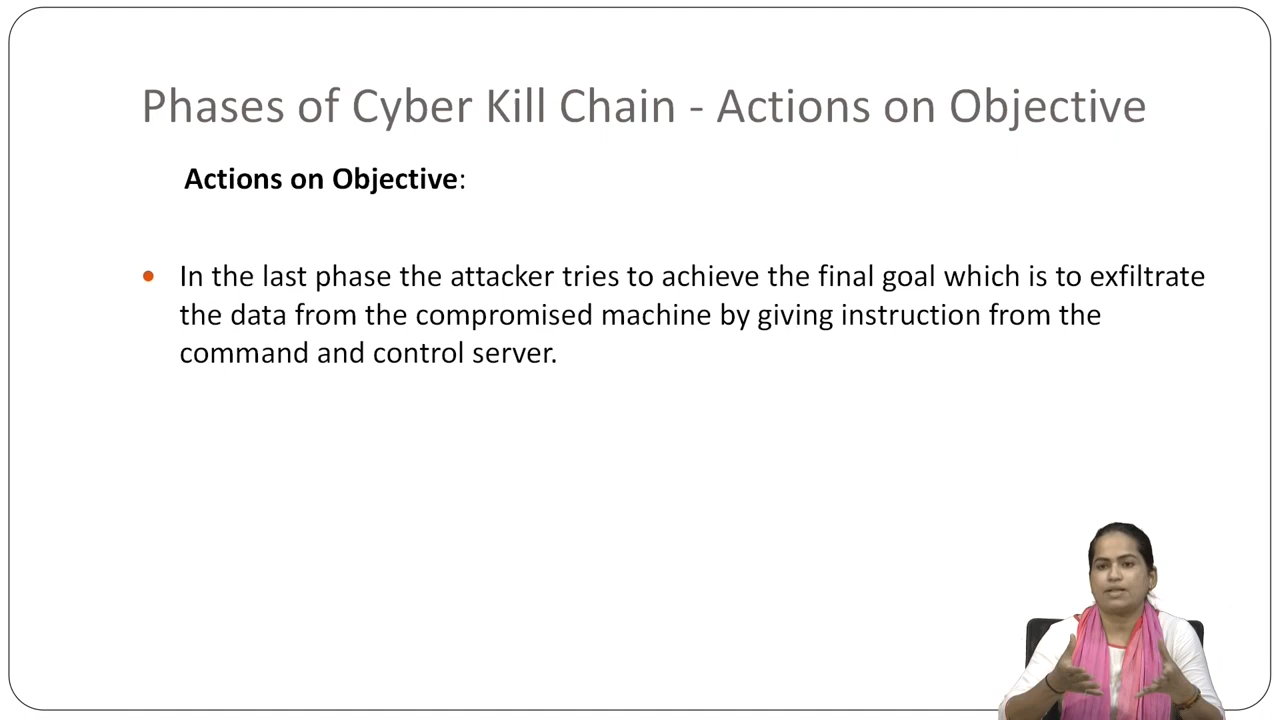 Phases of Cyber Kill Chain - Actions on Objective
Actions on Objective:
In the last phase the attacker tries to achieve the final goal which is to exfiltrate
the data from the compromised machine by giving instruction from the
command and control server.